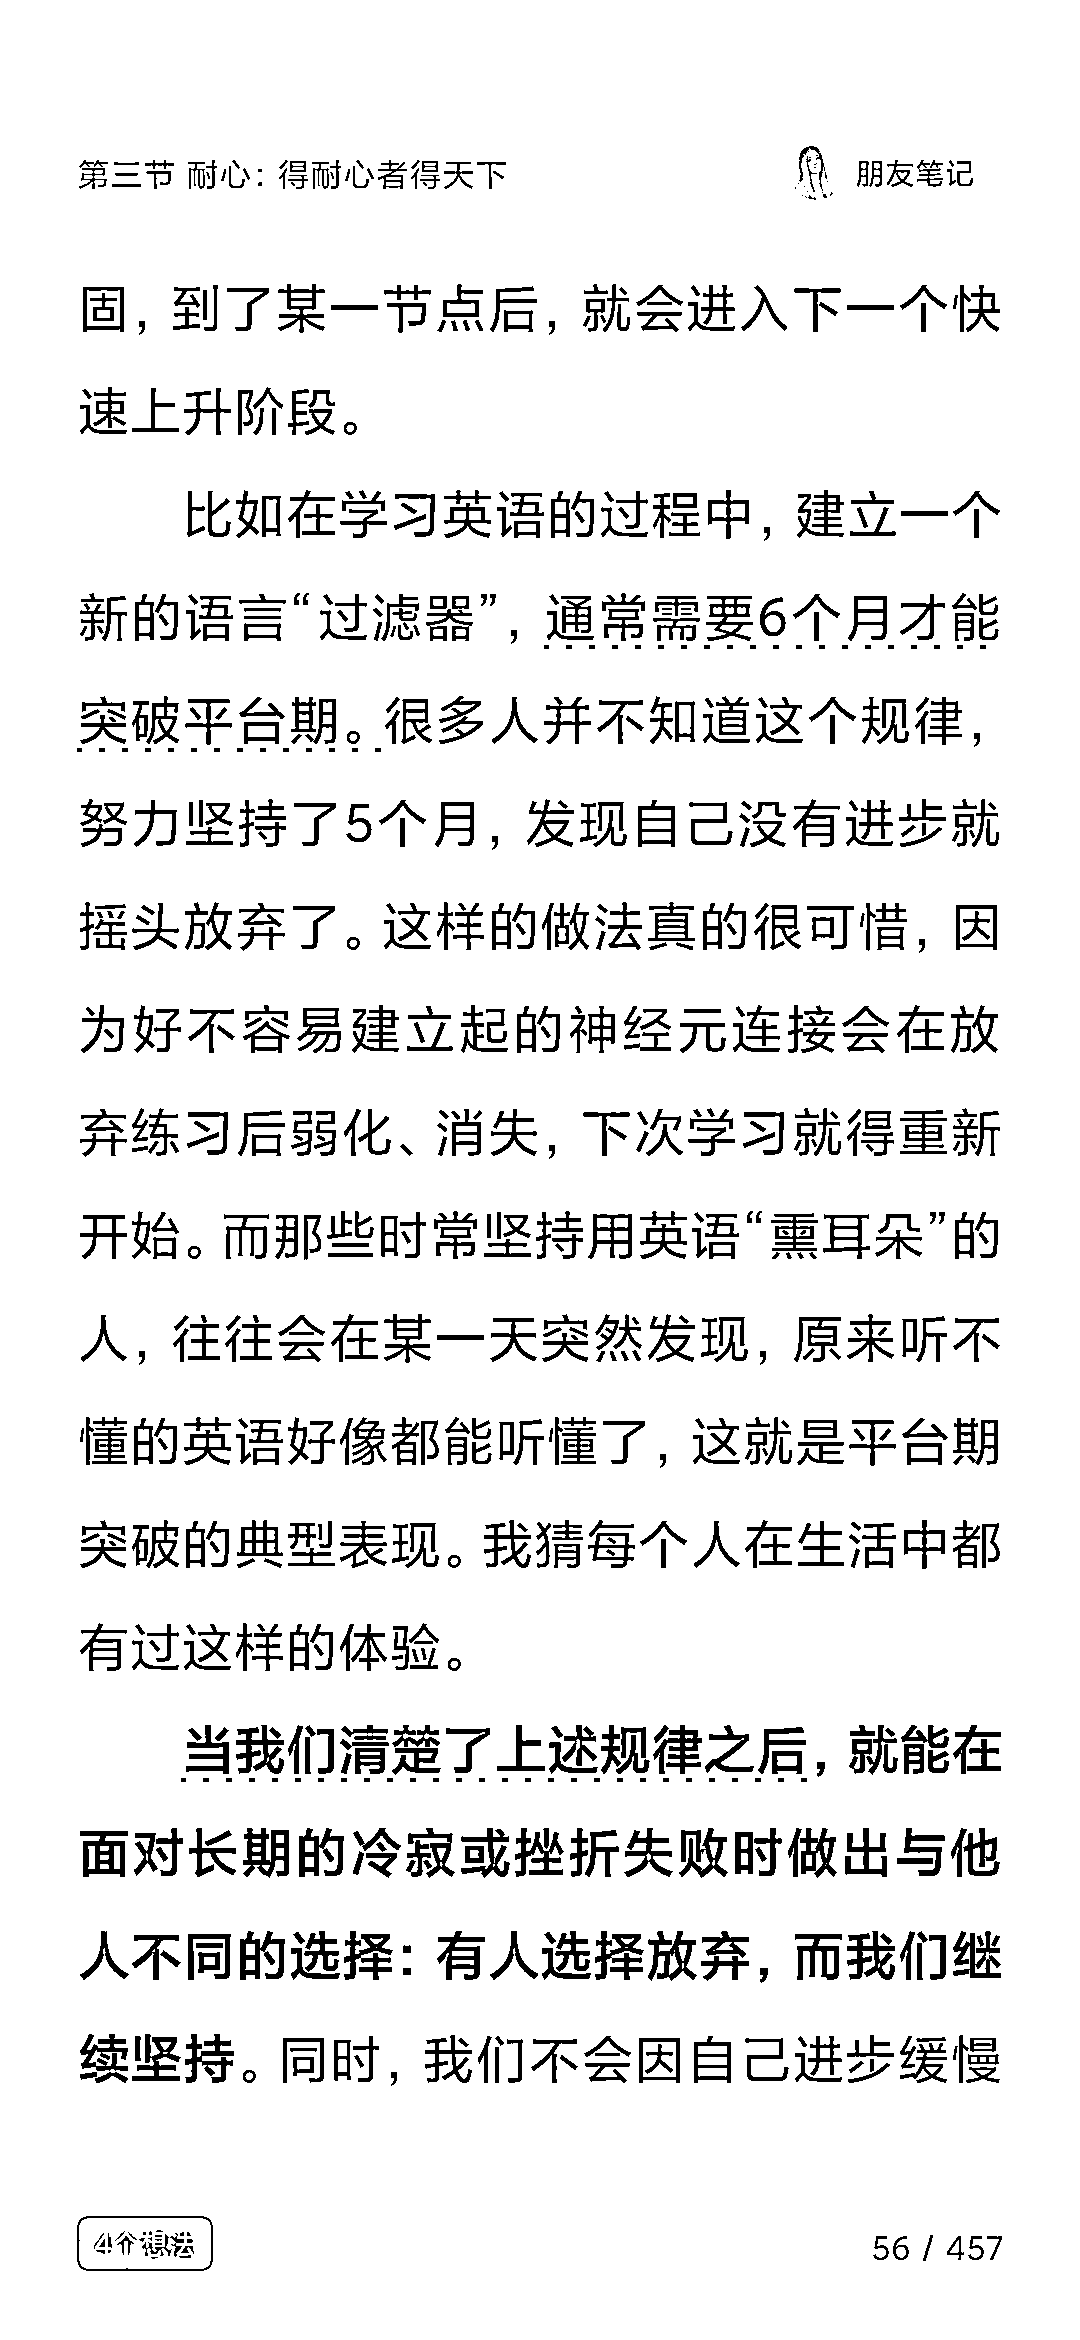 第三节 耐心：得耐心者得天下
朋友笔记
固，到了某一节点后，就会进入下一个快
速上升阶段。
比如在学习英语的过程中，建立一个
新的语言“过滤器”，通常需要6个月才能
突破平台期。很多人并不知道这个规律，
努力坚持了5个月，发现自己没有进步就
摇头放弃了。这样的做法真的很可惜，因
为好不容易建立起的神经元连接会在放
弃练习后弱化、消失，下次学习就得重新
开始。而那些时常坚持用英语“熏耳朵”的
人，往往会在某一天突然发现，原来听不
懂的英语好像都能听懂了，这就是平台期
突破的典型表现。我猜每个人在生活中都
有过这样的体验。
当我们清楚了上述规律之后，就能在
面对长期的冷寂或挫折失败时做出与他
人不同的选择：有人选择放弃，而我们继
续坚持。同时，我们不会因自己进步缓慢
4个想法
56 / 457